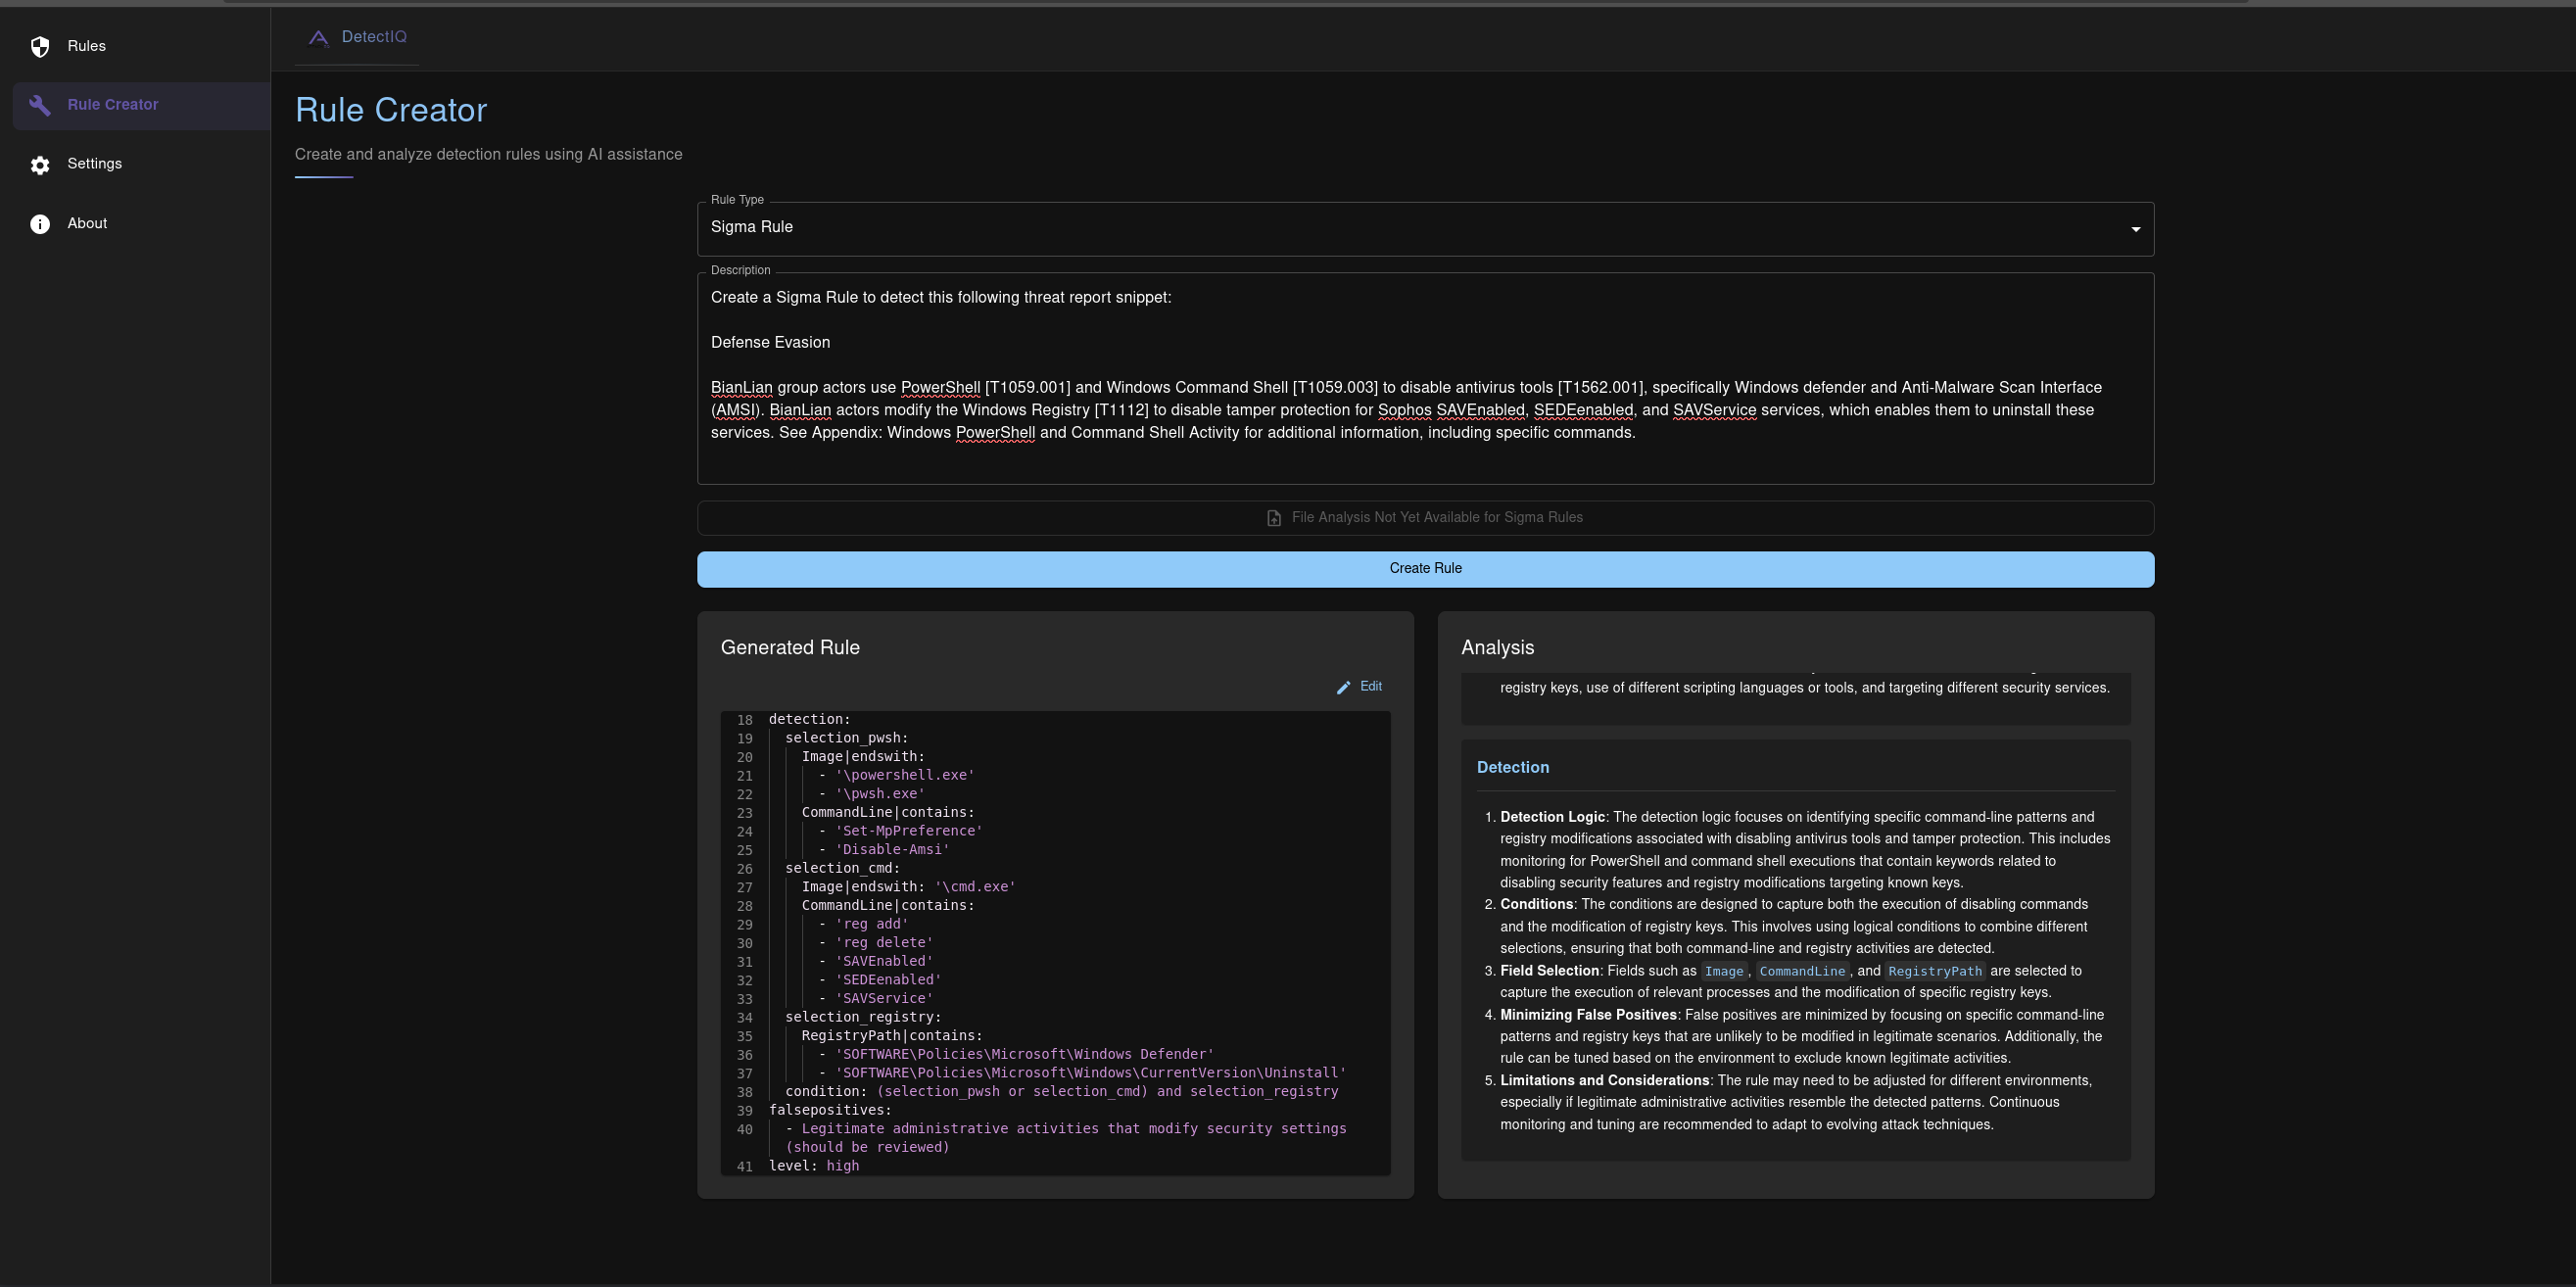 Rules
Rule Creator
Settings
About
DetectIQ
Rule Creator
Create and analyze detection rules using AI assistance
Rule Type
Sigma Rule
Description
Create a Sigma Rule to detect this following threat report snippet:
Defense Evasion
BianLian group actors use PowerShell [T1059.001] and Windows Command Shell [T1059.003] to disable antivirus tools [T1562.001], specifically Windows defender and Anti-Malware Scan Interface
(AMSI). BianLian actors modify the Windows Registry [T1112] to disable tamper protection for Sophos SAVEnabled, SEDEenabled, and SAVService services, which enables them to uninstall these
services. See Appendix: Windows PowerShell and Command Shell Activity for additional information, including specific commands.
File Analysis Not Yet Available for Sigma Rules
Create Rule
Generated Rule
Edit
18 detection:
19 selection_pwsh:
20 Image|endswith:
21 - '\powershell.exe'
22 - '\pwsh.exe'
23 CommandLine|contains:
24 - 'Set-MpPreference'
25 - 'Disable-Amsi'
26 selection_cmd:
27 Image|endswith: '\cmd.exe'
28 CommandLine|contains:
29 - 'reg add'
30 - 'reg delete'
31 - 'SAVEnabled'
32 - 'SEDEenabled'
33 - 'SAVService'
34 selection_registry:
35 RegistryPath|contains:
36 - 'SOFTWARE\Policies\Microsoft\Windows Defender'
37 - 'SOFTWARE\Policies\Microsoft\Windows\CurrentVersion\Uninstall'
38 condition: (selection_pwsh or selection_cmd) and selection_registry
39 falsepositives:
40 - Legitimate administrative activities that modify security settings
(should be reviewed)
41 level: high
Analysis
registry keys, use of different scripting languages or tools, and targeting different security services.
Detection
1. Detection Logic: The detection logic focuses on identifying specific command-line patterns and
registry modifications associated with disabling antivirus tools and tamper protection. This includes
monitoring for PowerShell and command shell executions that contain keywords related to
disabling security features and registry modifications targeting known keys.
2. Conditions: The conditions are designed to capture both the execution of disabling commands
and the modification of registry keys. This involves using logical conditions to combine different
selections, ensuring that both command-line and registry activities are detected.
3. Field Selection: Fields such as Image, CommandLine, and RegistryPath are selected to
capture the execution of relevant processes and the modification of specific registry keys.
4. Minimizing False Positives: False positives are minimized by focusing on specific command-line
patterns and registry keys that are unlikely to be modified in legitimate scenarios. Additionally, the
rule can be tuned based on the environment to exclude known legitimate activities.
5. Limitations and Considerations: The rule may need to be adjusted for different environments,
especially if legitimate administrative activities resemble the detected patterns. Continuous
monitoring and tuning are recommended to adapt to evolving attack techniques.